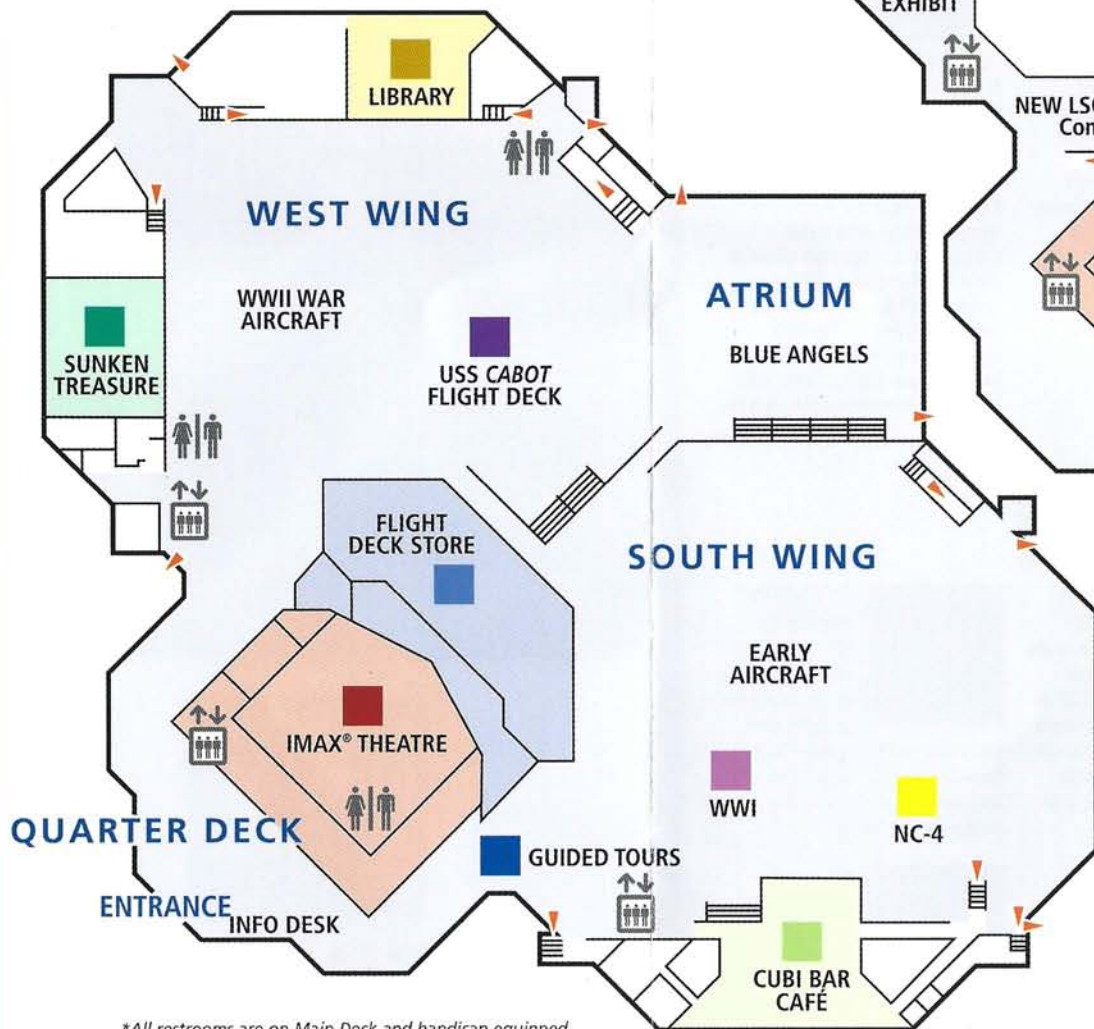 EXHIBIT
LIBRARY
NEW LSO
WEST WING
WWII WAR
AIRCRAFT
ATRIUM
BLUE ANGELS
SUNKEN
TREASURE
USS CABOT
FLIGHT DECK
FLIGHT
DECK STORE
SOUTH WING
EARLY
AIRCRAFT
IMAX® THEATRE
WWI
NC-4
QUARTER DECK
GUIDED TOURS
ENTRANCE
INFO DESK
CUBI BAR
CAFÉ
*All restrooms are on Main Deck and handicap equipped